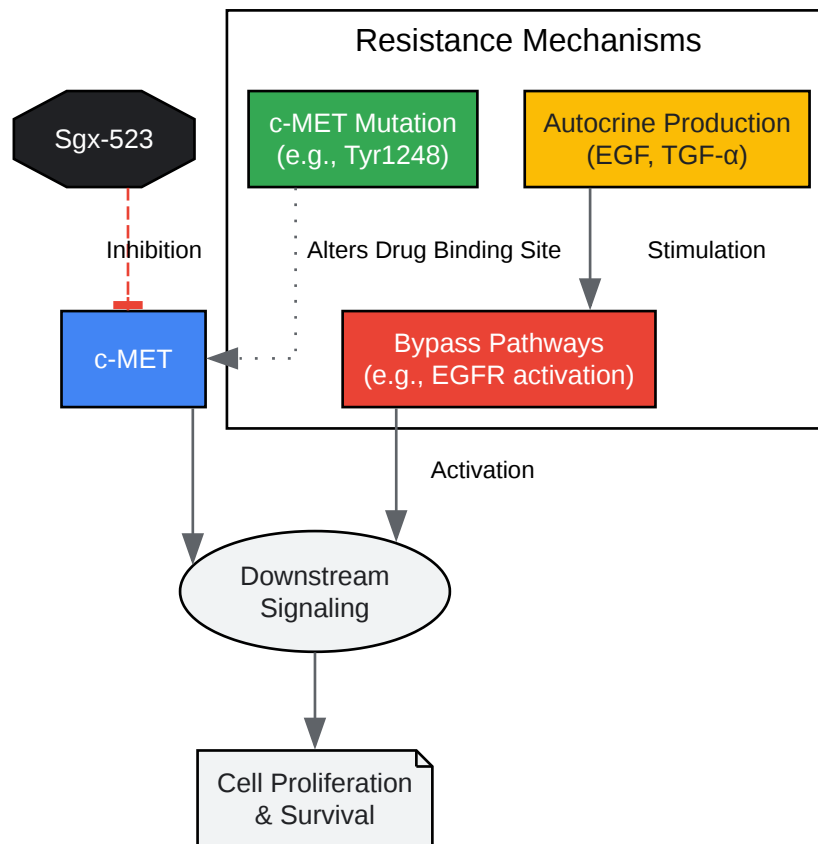 Resistance Mechanisms
Sgx-523
c-MET Mutation
(e.g., Tyr1248)
Autocrine Production
(EGF, TGF-α)
Inhibition
Alters Drug Binding Site
Stimulation
c-MET
Bypass Pathways
(e.g., EGFR activation)
Activation
Downstream
Signaling
Cell Proliferation
& Survival